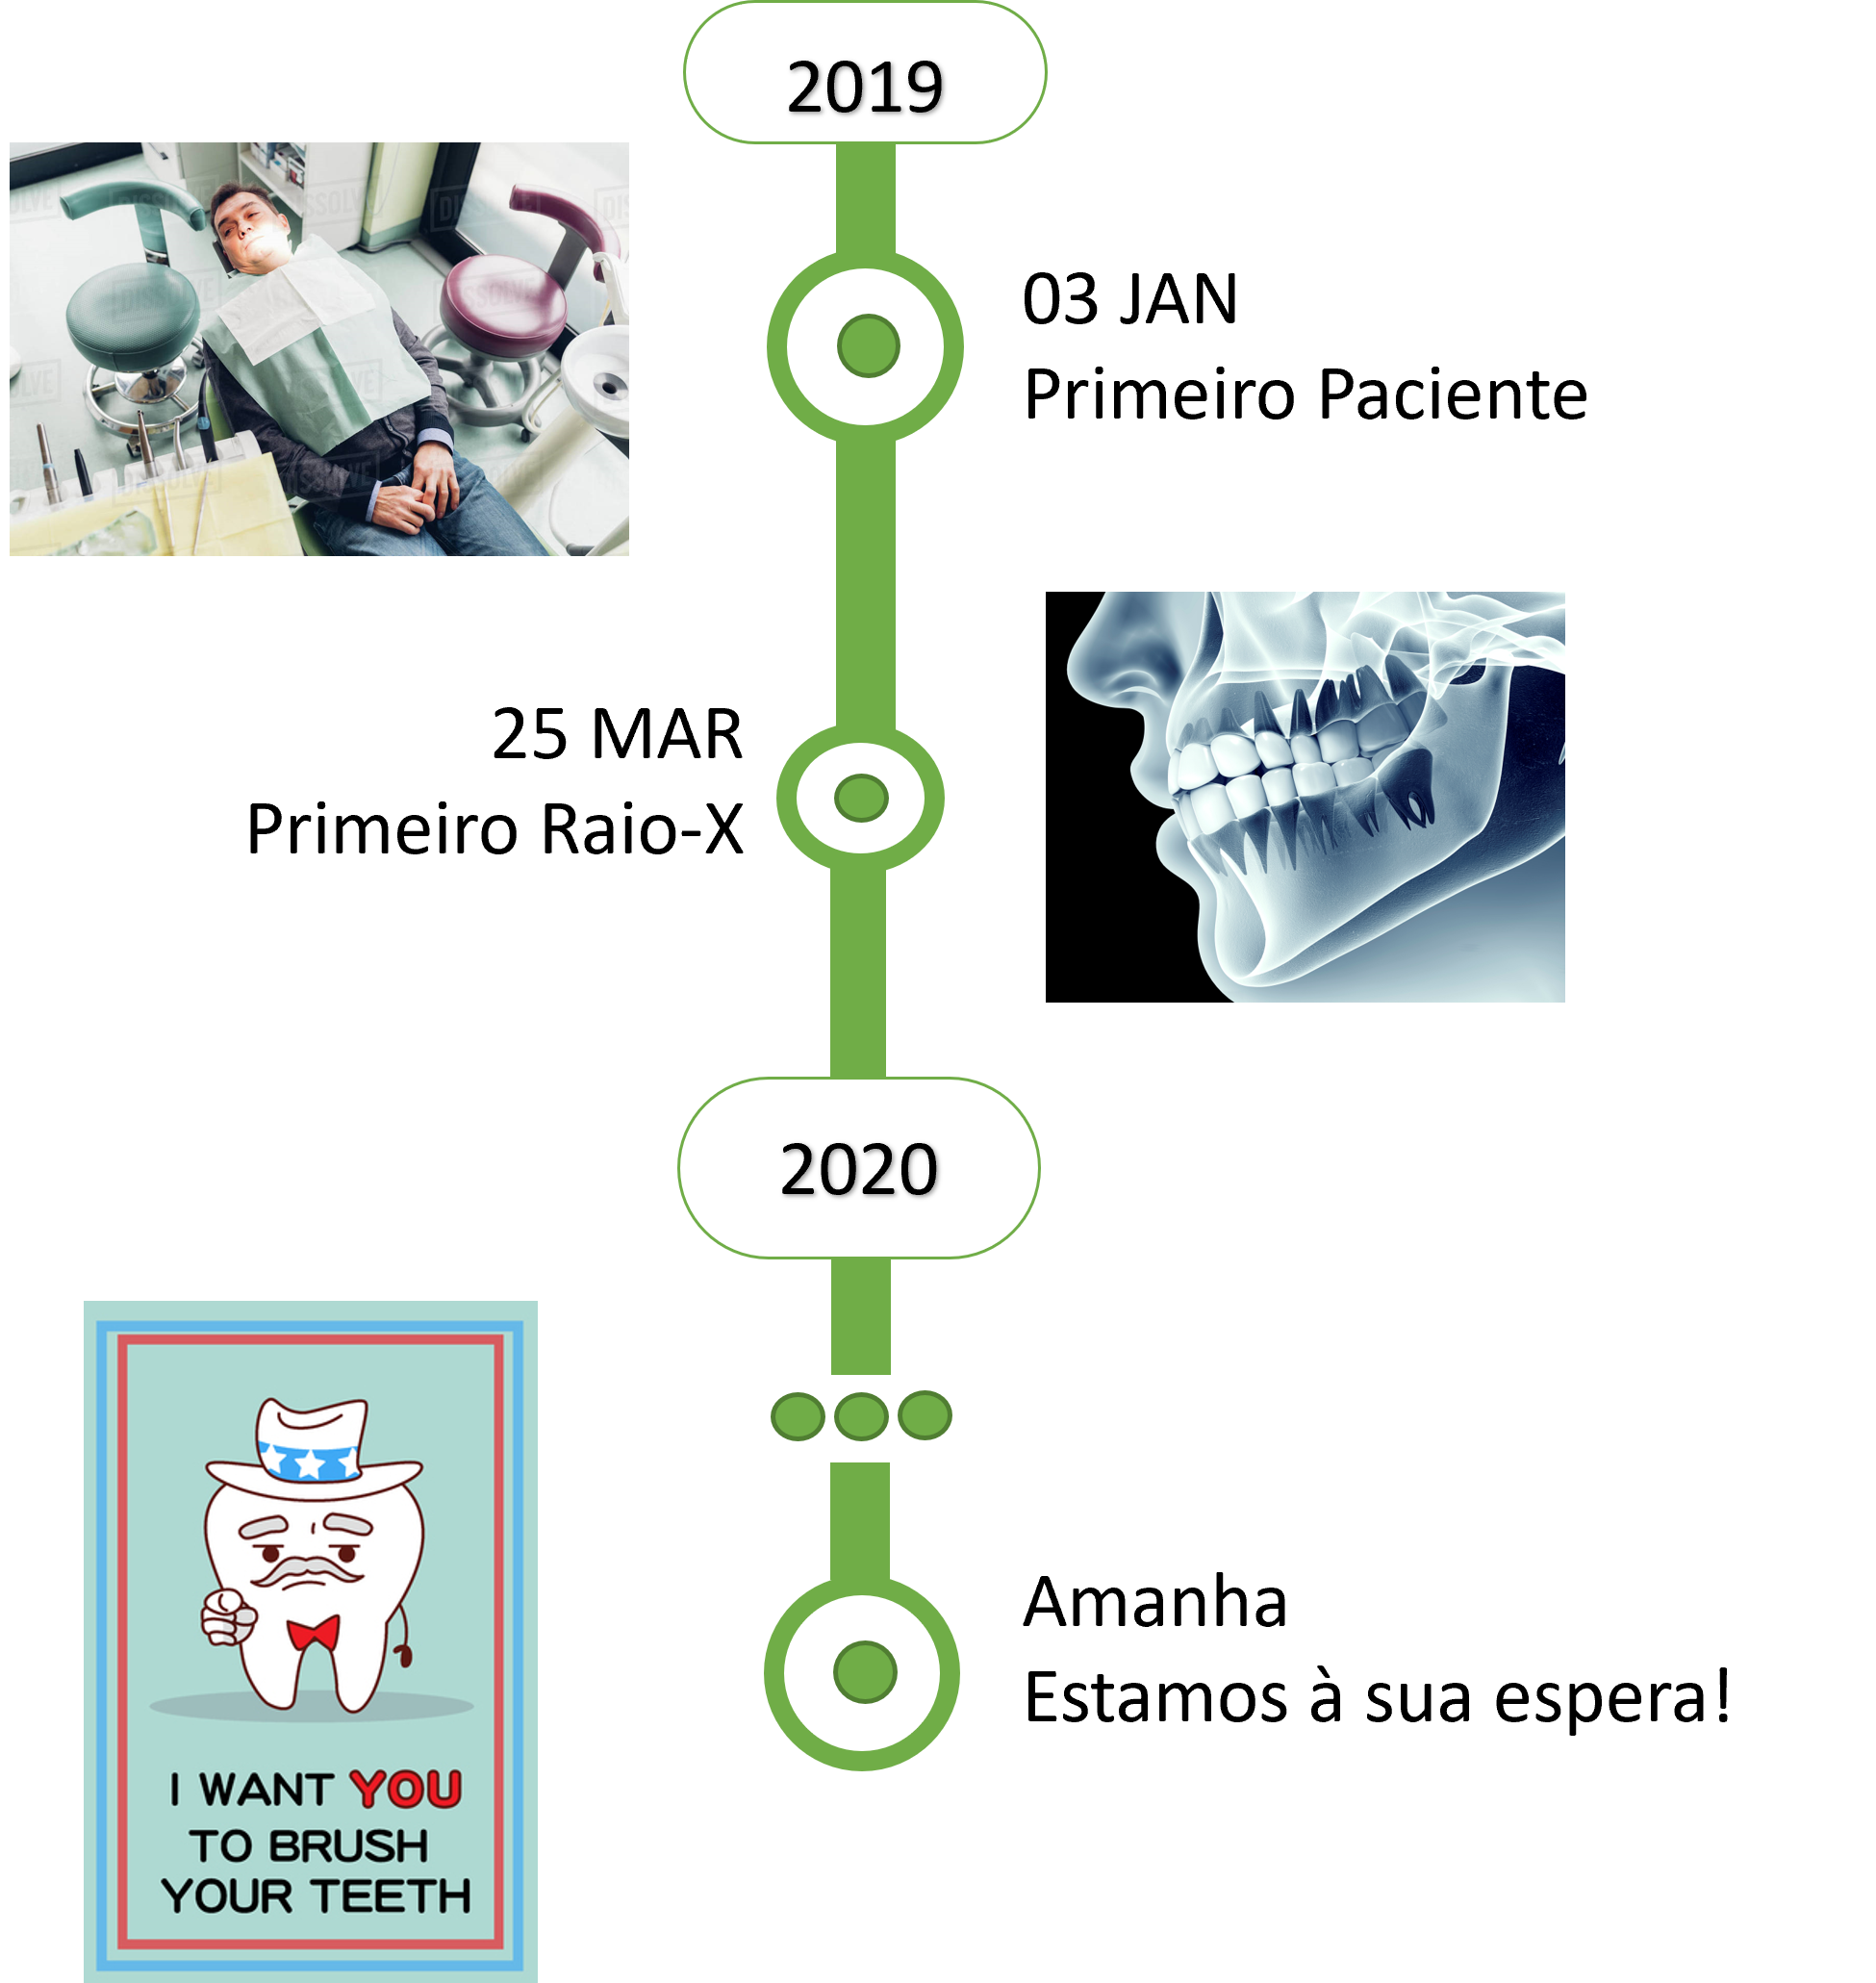 2019
03 JAN
Primeiro Paciente
DISSOLVE
25 MAR
Primeiro Raio-X
2020
Amanha
Estamos à sua espera!
I WANT YOU
TO BRUSH
YOUR TEETH